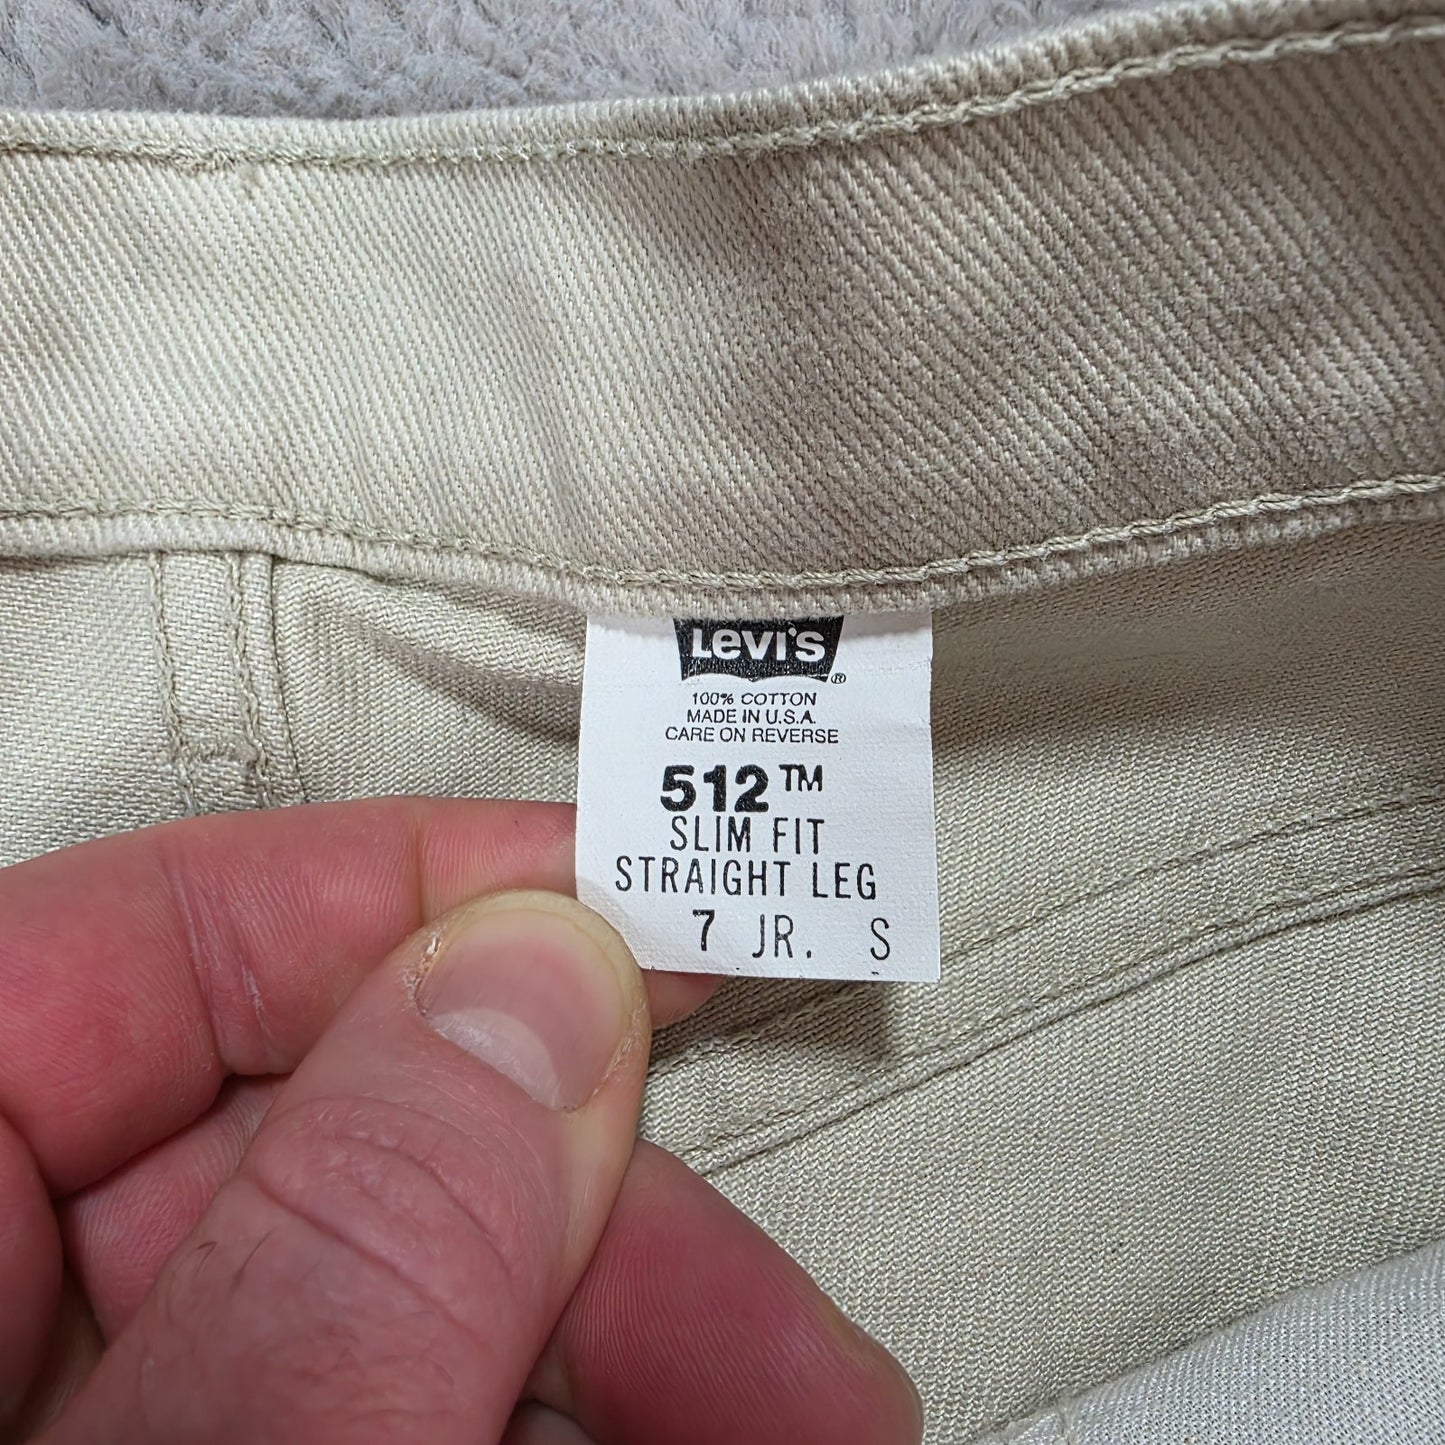 Levi's ®
100% COTTON
MADE IN U.S.A.
CARE ON REVERSE
512™
SLIM FIT
STRAIGHT LEG
7 JR. S